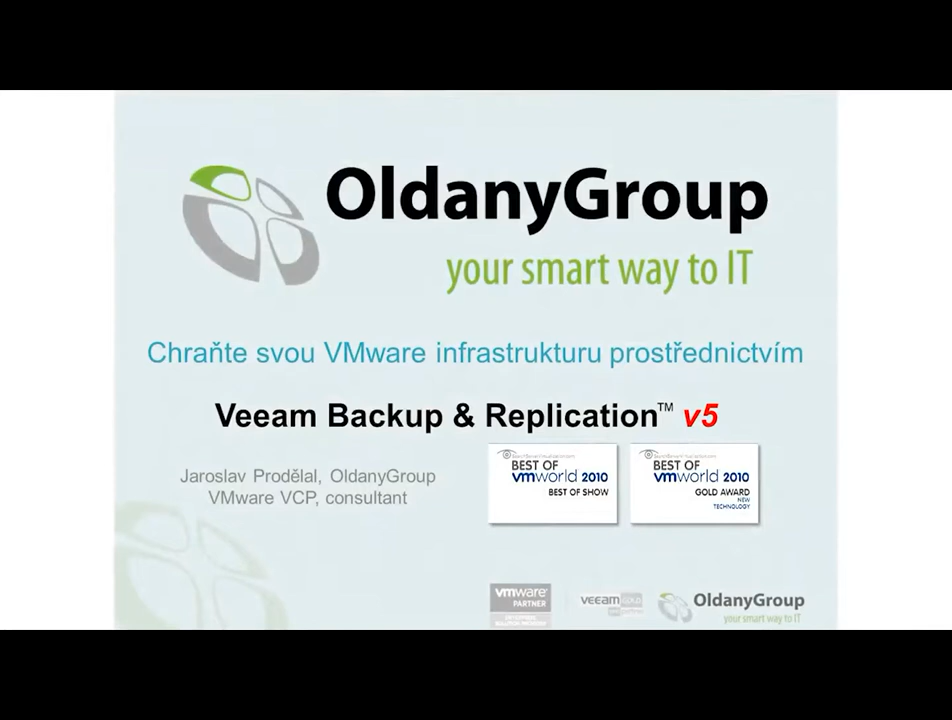 OldanyGroup
your smart way to IT
Chraňte svou VMware infrastrukturu prostřednictvím
Veeam Backup & Replication™ v5
Jaroslav Prodělal, OldanyGroup
VMware VCP, consultant
BEST OF
vmworld 2010
BEST OF SHOW
BEST OF
vmworld 2010
GOLD AWARD
NEW
TECHNOLOGY
vmware
PARTNER
veeam GOLD
OldanyGroup
your smart way to IT